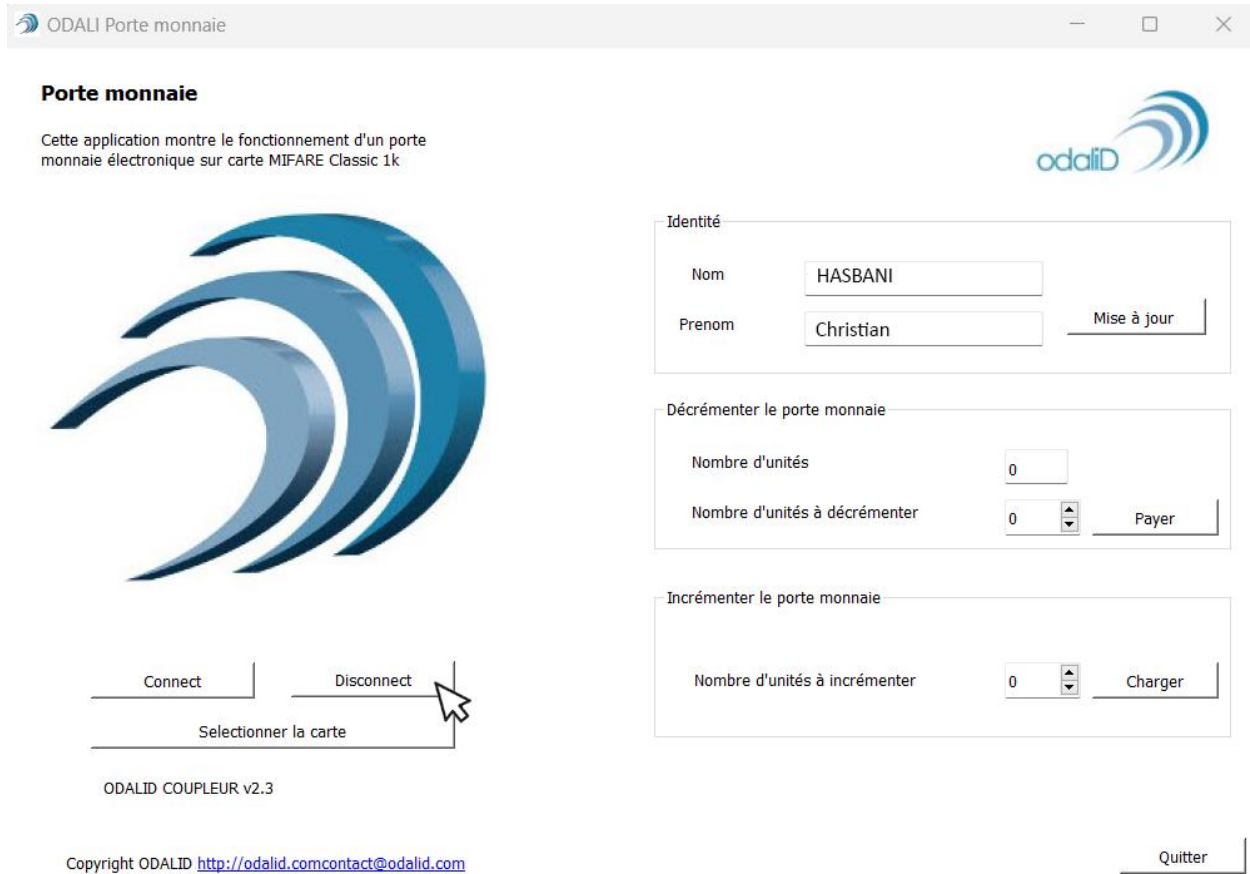 ODALI Porte monnaie
Porte monnaie
Cette application montre le fonctionnement d'un porte
monnaie électronique sur carte MIFARE Classic 1k
odaliD
Identité
Nom
HASBANI
Prenom
Christian
Mise à jour
Décrémenter le porte monnaie
Nombre d'unités
0
Nombre d'unités à décrémenter
0
Payer
Incrémenter le porte monnaie
Nombre d'unités à incrémenter
0
Charger
Connect
Disconnect
Selectionner la carte
ODALID COUPLEUR v2.3
Copyright ODALID http://odalid.comcontact@odalid.com
Quitter